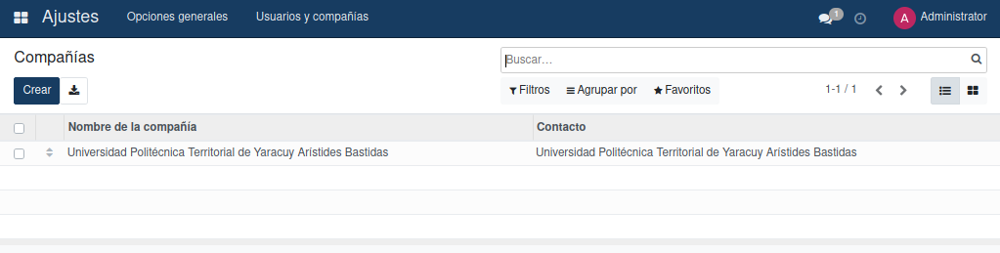 Ajustes Opciones generales Usuarios y compañías 1 A Administrator
Compañías
Buscar...
Crear
Filtros Agrupar por Favoritos 1-1 / 1
Nombre de la compañía Contacto
Universidad Politécnica Territorial de Yaracuy Arístides Bastidas Universidad Politécnica Territorial de Yaracuy Arístides Bastidas